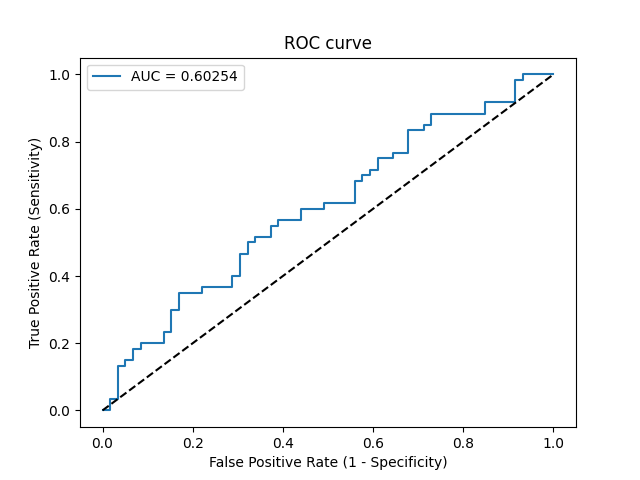 ROC curve
AUC = 0.60254
1.0
0.8
0.6
0.4
0.2
0.0
True Positive Rate (Sensitivity)
0.0 0.2 0.4 0.6 0.8 1.0
False Positive Rate (1 - Specificity)